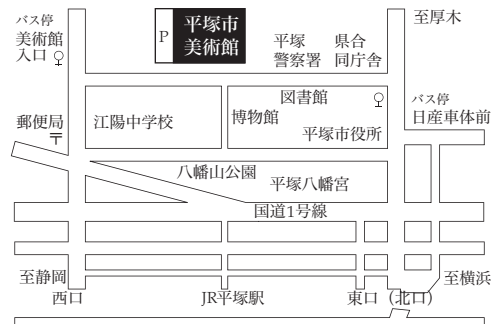 バス停
美術館
入口
P
平塚市
美術館
平塚
警察署
県合
同庁舎
至厚木
郵便局
〒
江陽中学校
図書館
博物館
平塚市役所
バス停
日産車体前
八幡山公園
平塚八幡宮
国道1号線
至静岡
西口
JR平塚駅
東口（北口）
至横浜